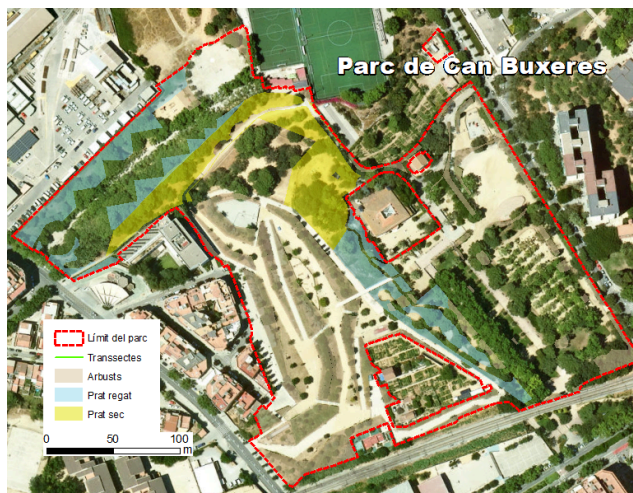 Parc de Can Buxeres
Límit del parc
Transsectes
Arbusts
Prat regat
Prat sec
0 50 100
m